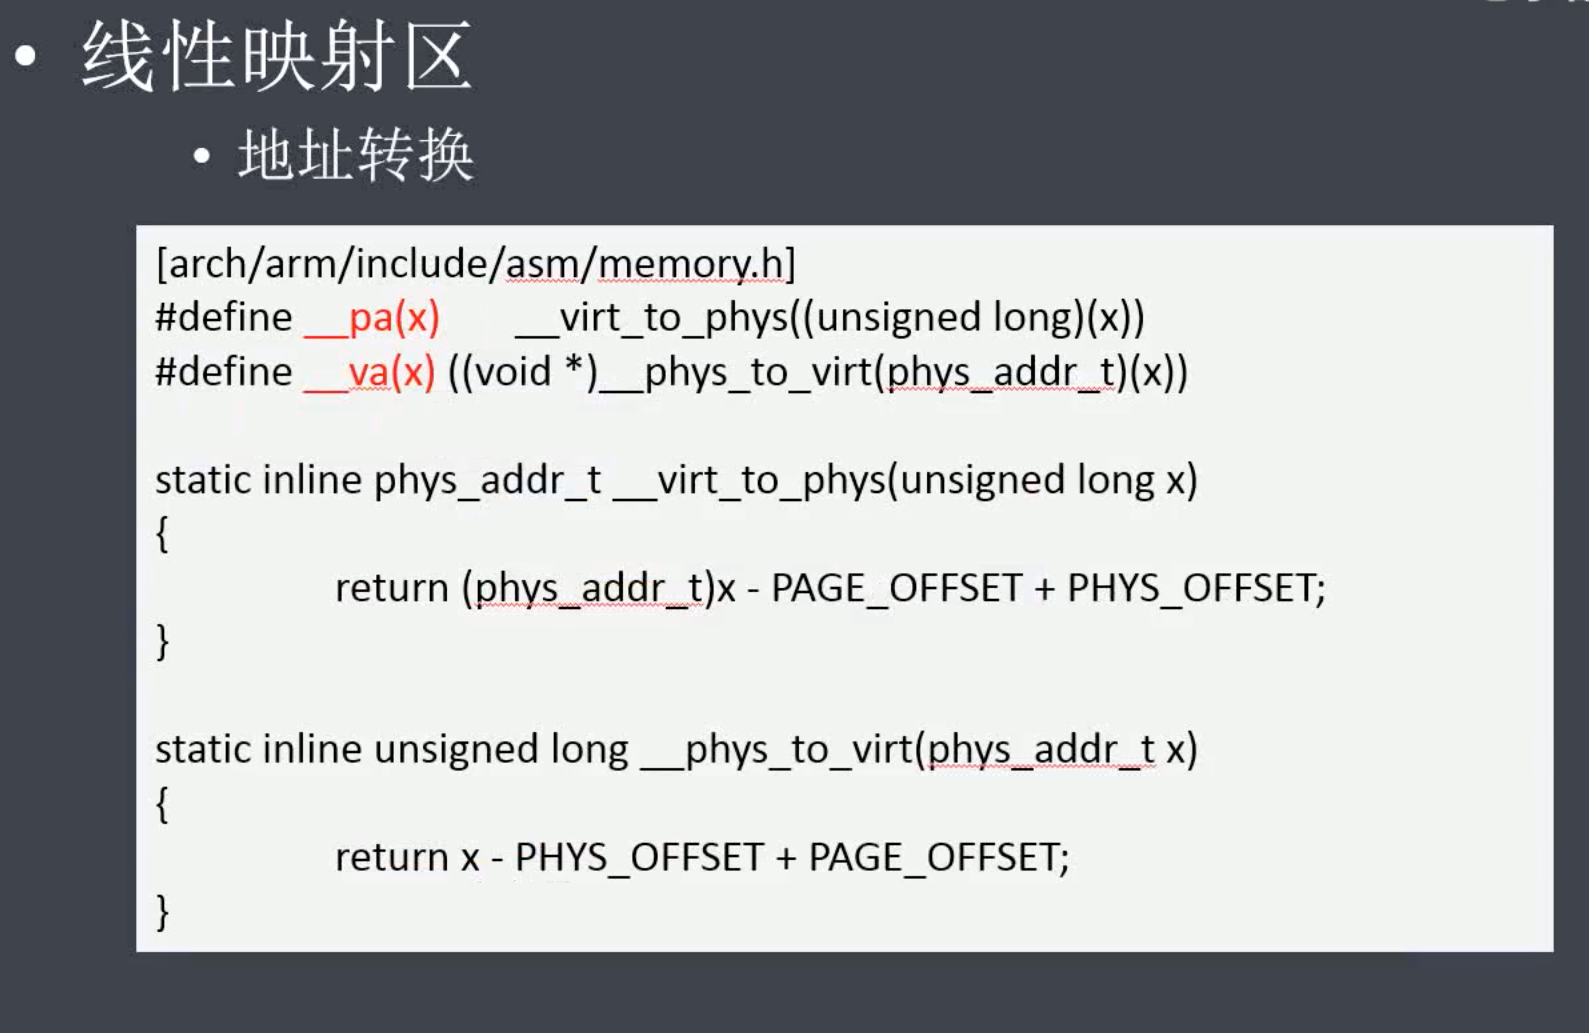 • 线性映射区
• 地址转换
[arch/arm/include/asm/memory.h]
#define __pa(x) __virt_to_phys((unsigned long)(x))
#define __va(x) ((void *)__phys_to_virt(phys_addr_t)(x))
static inline phys_addr_t __virt_to_phys(unsigned long x)
{
return (phys_addr_t)x - PAGE_OFFSET + PHYS_OFFSET;
}
static inline unsigned long __phys_to_virt(phys_addr_t x)
{
return x - PHYS_OFFSET + PAGE_OFFSET;
}